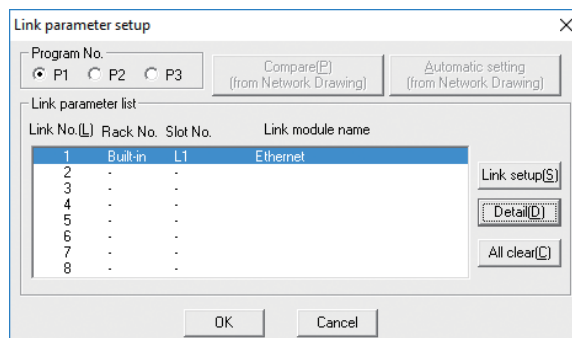 Link parameter setup
Program No.
P1 P2 P3
Compare(P)
(from Network Drawing)
Automatic setting
(from Network Drawing)
Link parameter list
Link No.(L) Rack No. Slot No. Link module name
1 Built-in L1 Ethernet
2 - -
3 - -
4 - -
5 - -
6 - -
7 - -
8 - -
Link setup(S)
Detail(D)
All clear(C)
OK Cancel